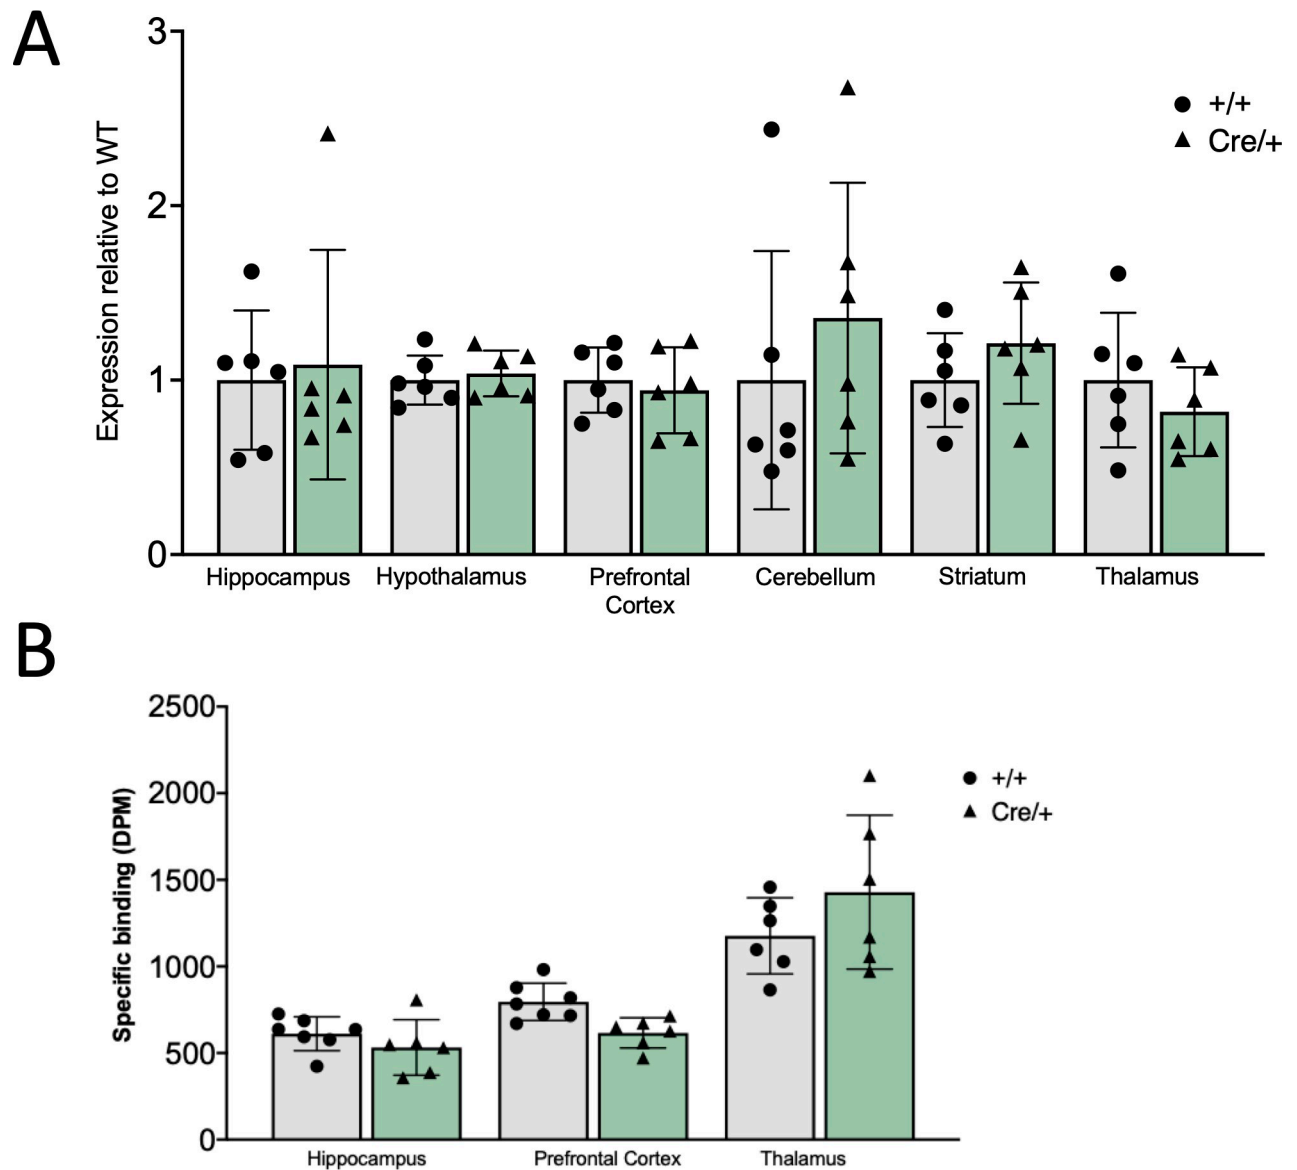 A
3
2
1
0
Expression relative to WT
+/+
Cre/+
Hippocampus
Hypothalamus
Prefrontal
Cortex
Cerebellum
Striatum
Thalamus
B
2500
2000
1500
1000
500
0
Specific binding (DPM)
+/+
Cre/+
Hippocampus
Prefrontal Cortex
Thalamus